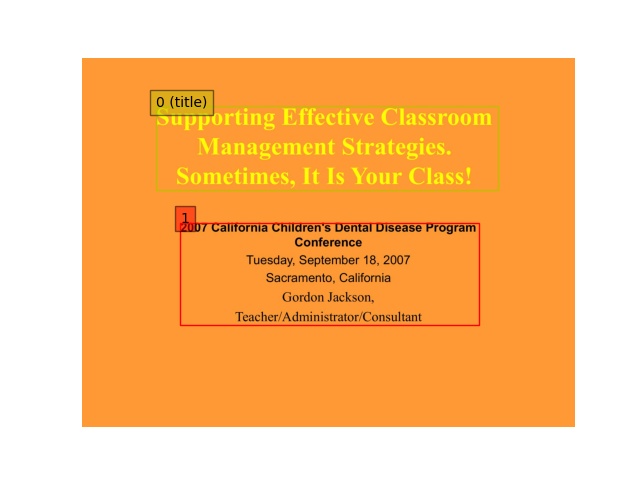 0 (title)
Supporting Effective Classroom
Management Strategies.
Sometimes, It Is Your Class!
1
2007 California Children's Dental Disease Program
Conference
Tuesday, September 18, 2007
Sacramento, California
Gordon Jackson,
Teacher/Administrator/Consultant